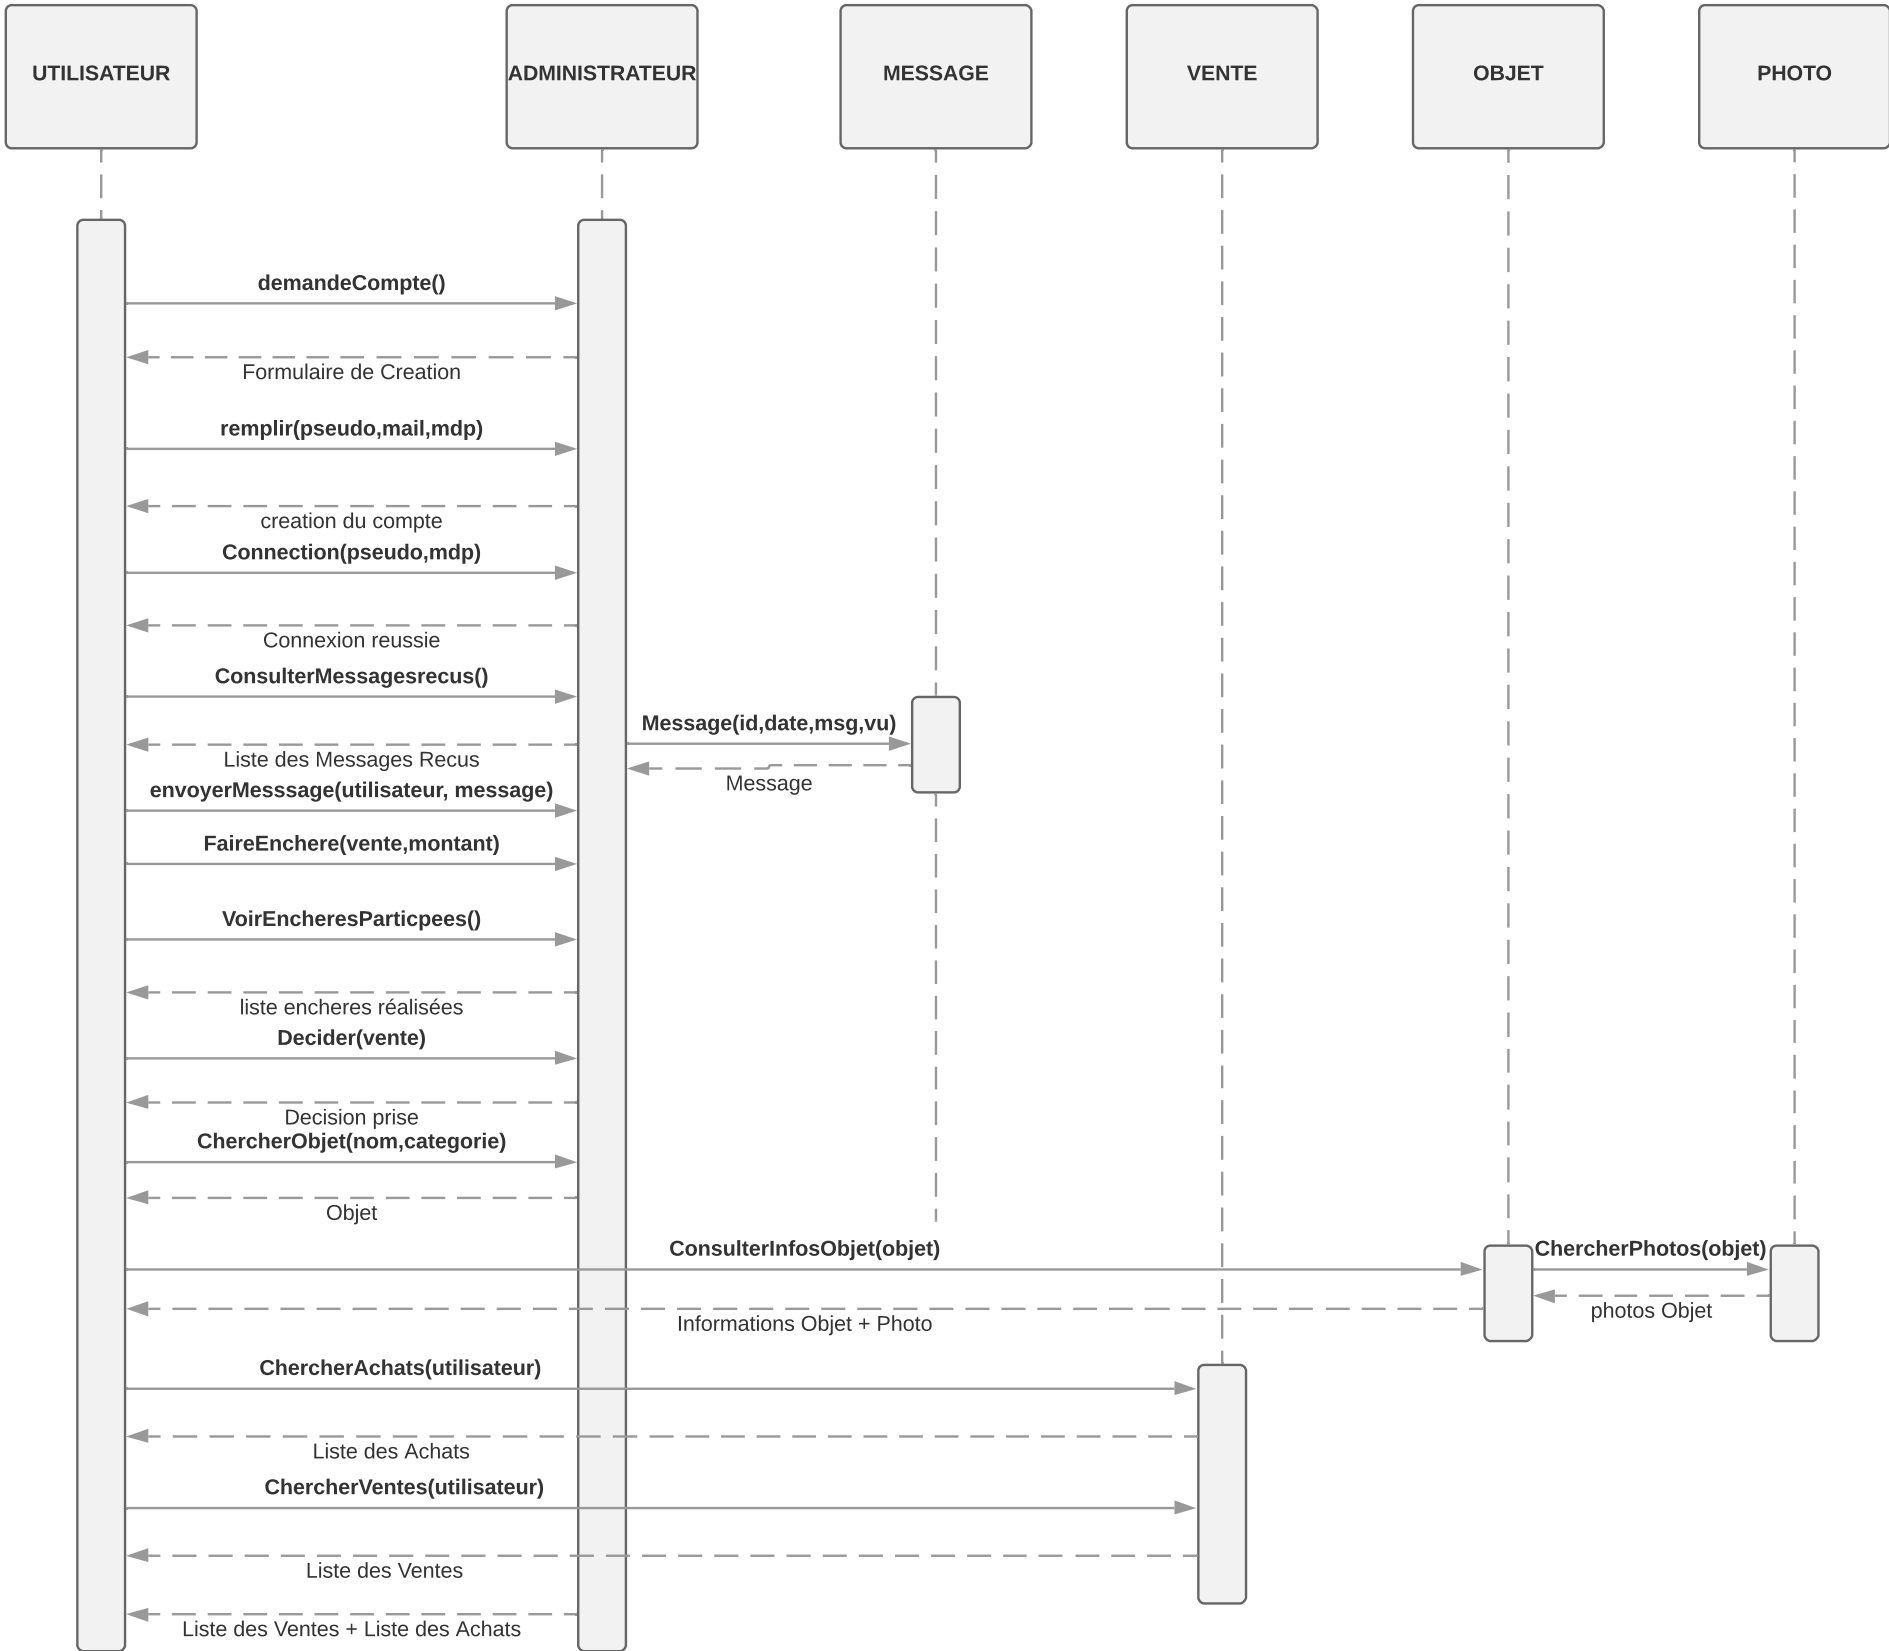 UTILISATEUR
ADMINISTRATEUR
MESSAGE
VENTE
OBJET
PHOTO
demandeCompte()
Formulaire de Creation
remplir(pseudo,mail,mdp)
creation du compte
Connection(pseudo,mdp)
Connexion reussie
ConsulterMessagesrecus()
Message(id,date,msg,vu)
Liste des Messages Recus
Message
envoyerMesssage(utilisateur, message)
FaireEnchere(vente,montant)
VoirEncheresParticpees()
liste encheres réalisées
Decider(vente)
Decision prise
ChercherObjet(nom,categorie)
Objet
ConsulterInfosObjet(objet)
ChercherPhotos(objet)
photos Objet
Informations Objet + Photo
ChercherAchats(utilisateur)
Liste des Achats
ChercherVentes(utilisateur)
Liste des Ventes
Liste des Ventes + Liste des Achats